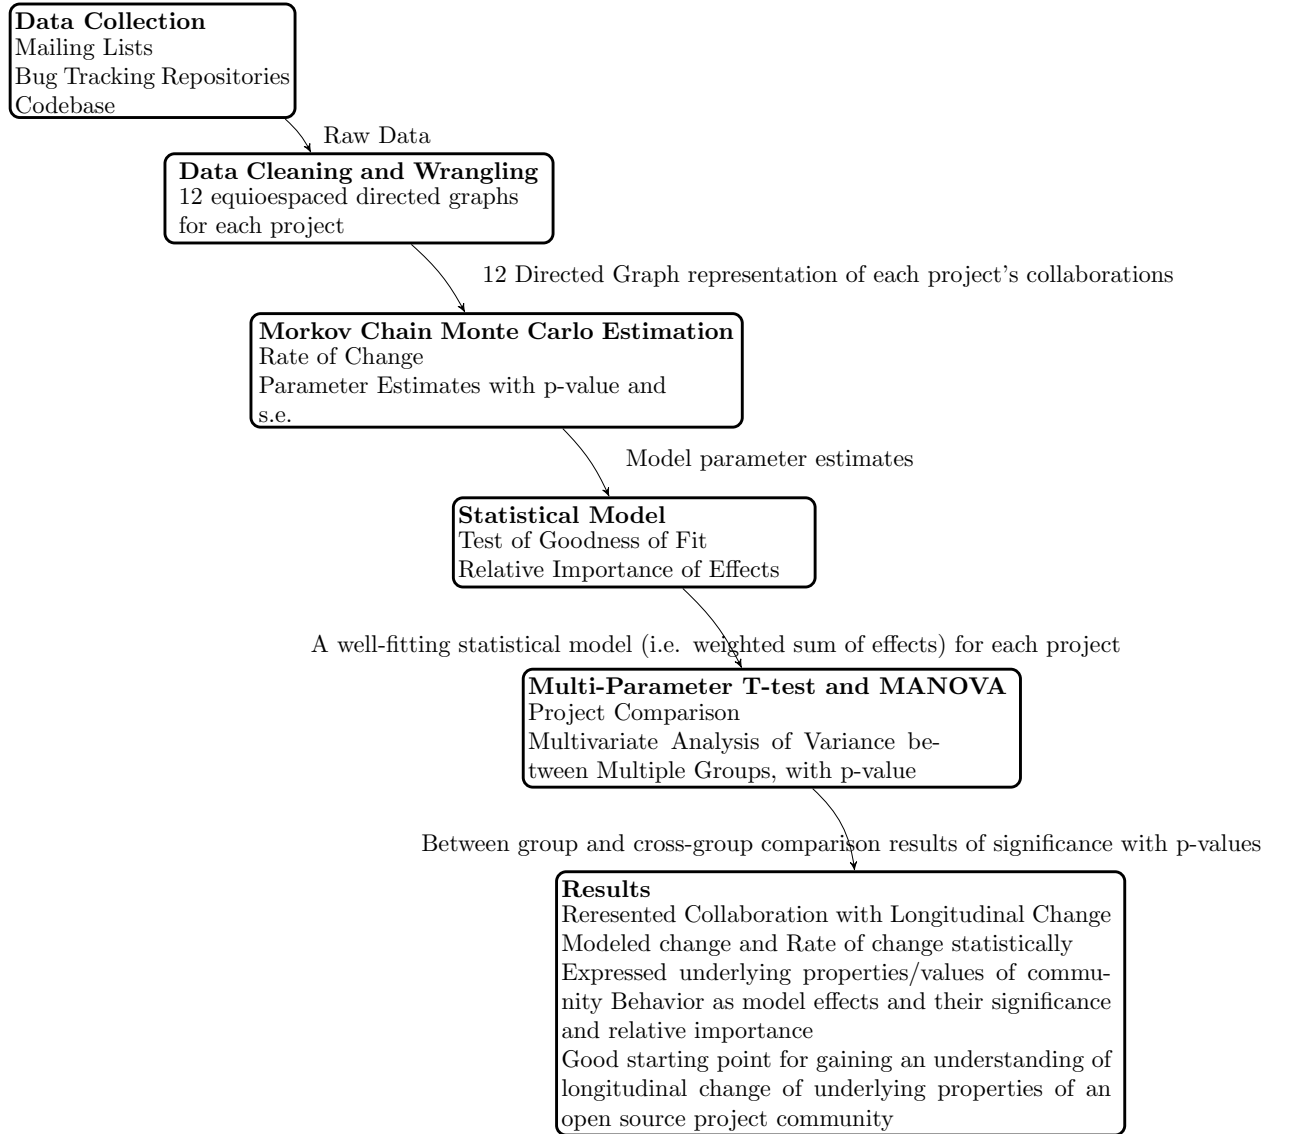 Data Collection
Mailing Lists
Bug Tracking Repositories
Codebase
Raw Data
Data Cleaning and Wrangling
12 equioespaced directed graphs
for each project
12 Directed Graph representation of each project's collaborations
Morkov Chain Monte Carlo Estimation
Rate of Change
Parameter Estimates with p-value and
s.e.
Model parameter estimates
Statistical Model
Test of Goodness of Fit
Relative Importance of Effects
A well-fitting statistical model (i.e. weighted sum of effects) for each project
Multi-Parameter T-test and MANOVA
Project Comparison
Multivariate Analysis of Variance be-
tween Multiple Groups, with p-value
Between group and cross-group comparison results of significance with p-values
Results
Reresented Collaboration with Longitudinal Change
Modeled change and Rate of change statistically
Expressed underlying properties/values of commu-
nity Behavior as model effects and their significance
and relative importance
Good starting point for gaining an understanding of
longitudinal change of underlying properties of an
open source project community